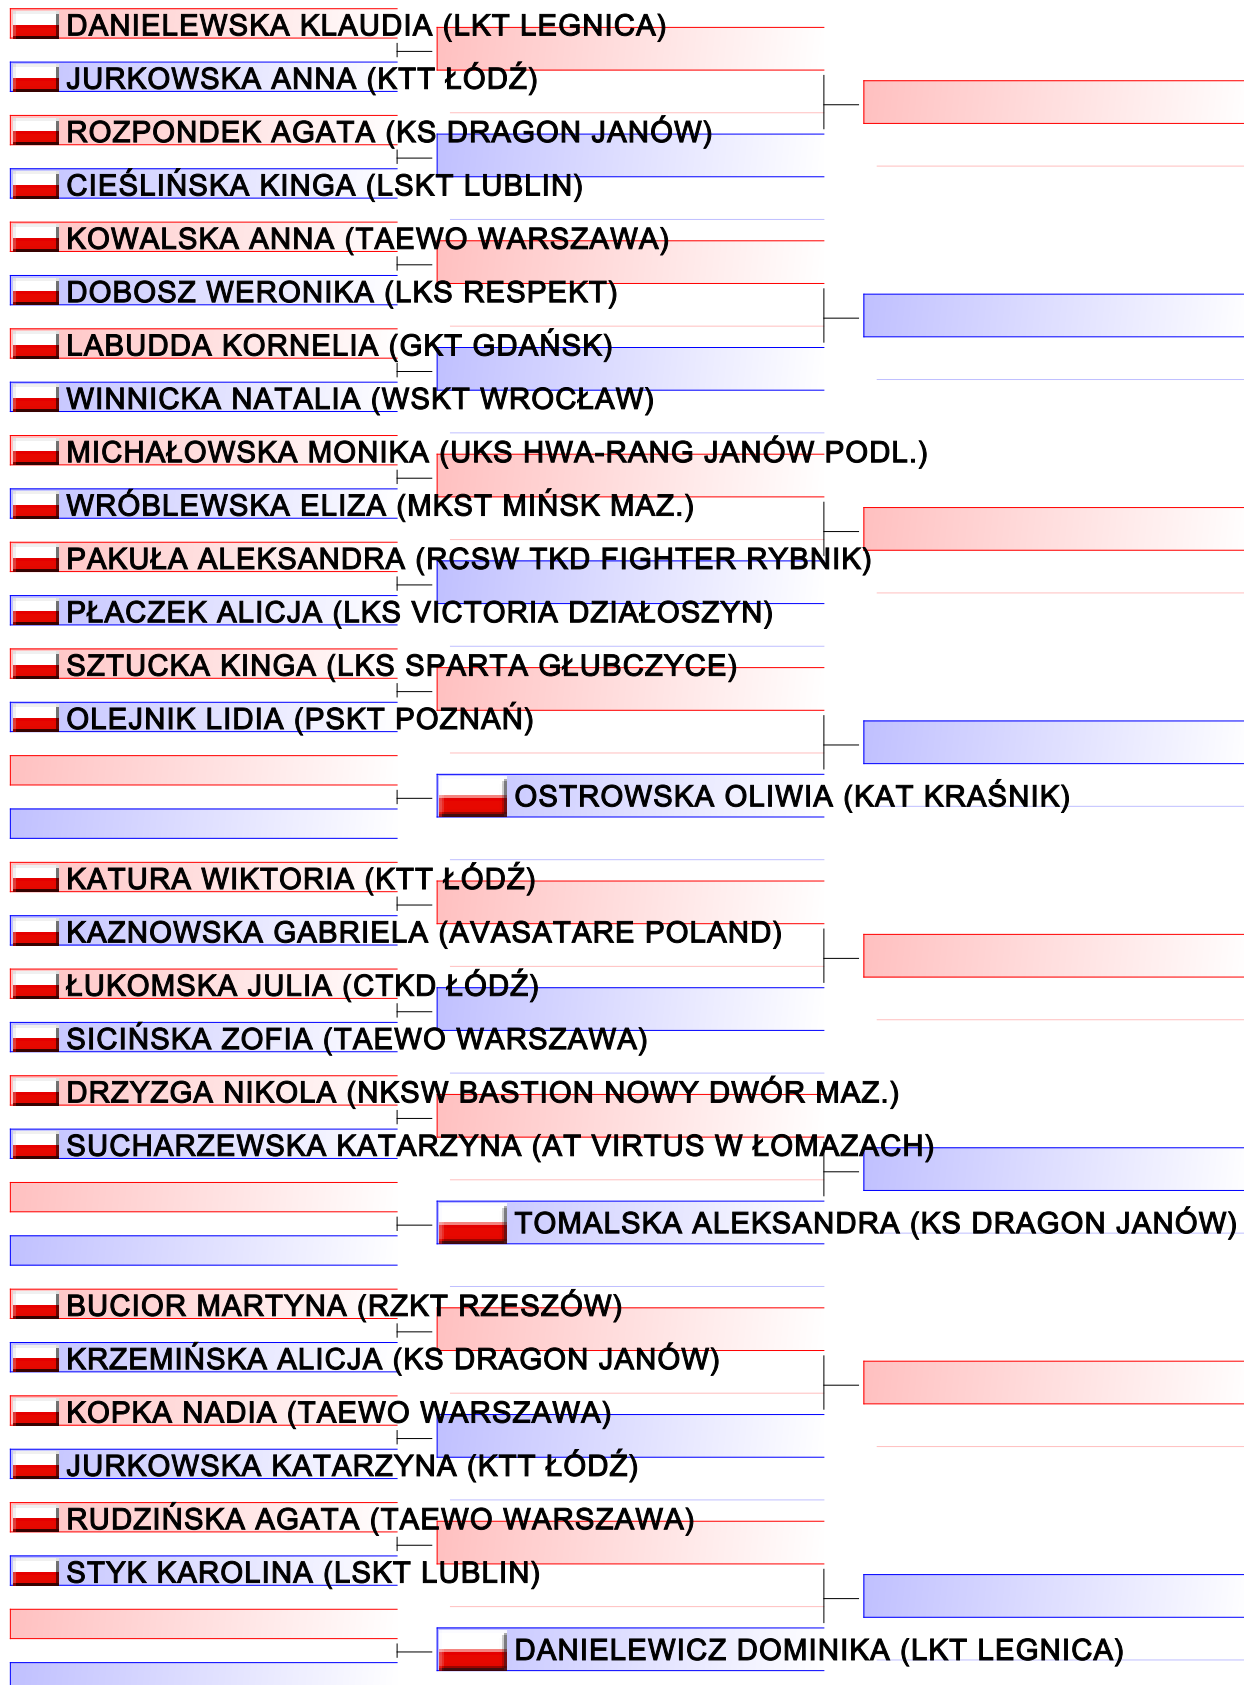 DANIELEWSKA KLAUDIA (LKT LEGNICA)
JURKOWSKA ANNA (KTT ŁÓDŹ)
ROZPONDEK AGATA (KS DRAGON JANÓW)
CIEŚLIŃSKA KINGA (LSKT LUBLIN)
KOWALSKA ANNA (TAEWO WARSZAWA)
DOBOSZ WERONIKA (LKS RESPEKT)
LABUDDA KORNELIA (GKT GDAŃSK)
WINNICKA NATALIA (WSKT WROCŁAW)
MICHAŁOWSKA MONIKA (UKS HWA-RANG JANÓW PODL.)
WRÓBLEWSKA ELIZA (MKST MIŃSK MAZ.)
PAKUŁA ALEKSANDRA (RCSW TKD FIGHTER RYBNIK)
PŁACZEK ALICJA (LKS VICTORIA DZIAŁOSZYN)
SZTUCKA KINGA (LKS SPARTA GŁUBCZYCE)
OLEJNIK LIDIA (PSKT POZNAŃ)
OSTROWSKA OLIWIA (KAT KRAŚNIK)
KATURA WIKTORIA (KTT ŁÓDŹ)
KAZNOWSKA GABRIELA (AVASATARE POLAND)
ŁUKOMSKA JULIA (CTKD ŁÓDŹ)
SICIŃSKA ZOFIA (TAEWO WARSZAWA)
DRZYZGA NIKOLA (NKSW BASTION NOWY DWÓR MAZ.)
SUCHARZEWSKA KATARZYNA (AT VIRTUS W ŁOMAZACH)
TOMALSKA ALEKSANDRA (KS DRAGON JANÓW)
BUCIOR MARTYNA (RZKT RZESZÓW)
KRZEMIŃSKA ALICJA (KS DRAGON JANÓW)
KOPKA NADIA (TAEWO WARSZAWA)
JURKOWSKA KATARZYNA (KTT ŁÓDŹ)
RUDZIŃSKA AGATA (TAEWO WARSZAWA)
STYK KAROLINA (LSKT LUBLIN)
DANIELEWICZ DOMINIKA (LKT LEGNICA)